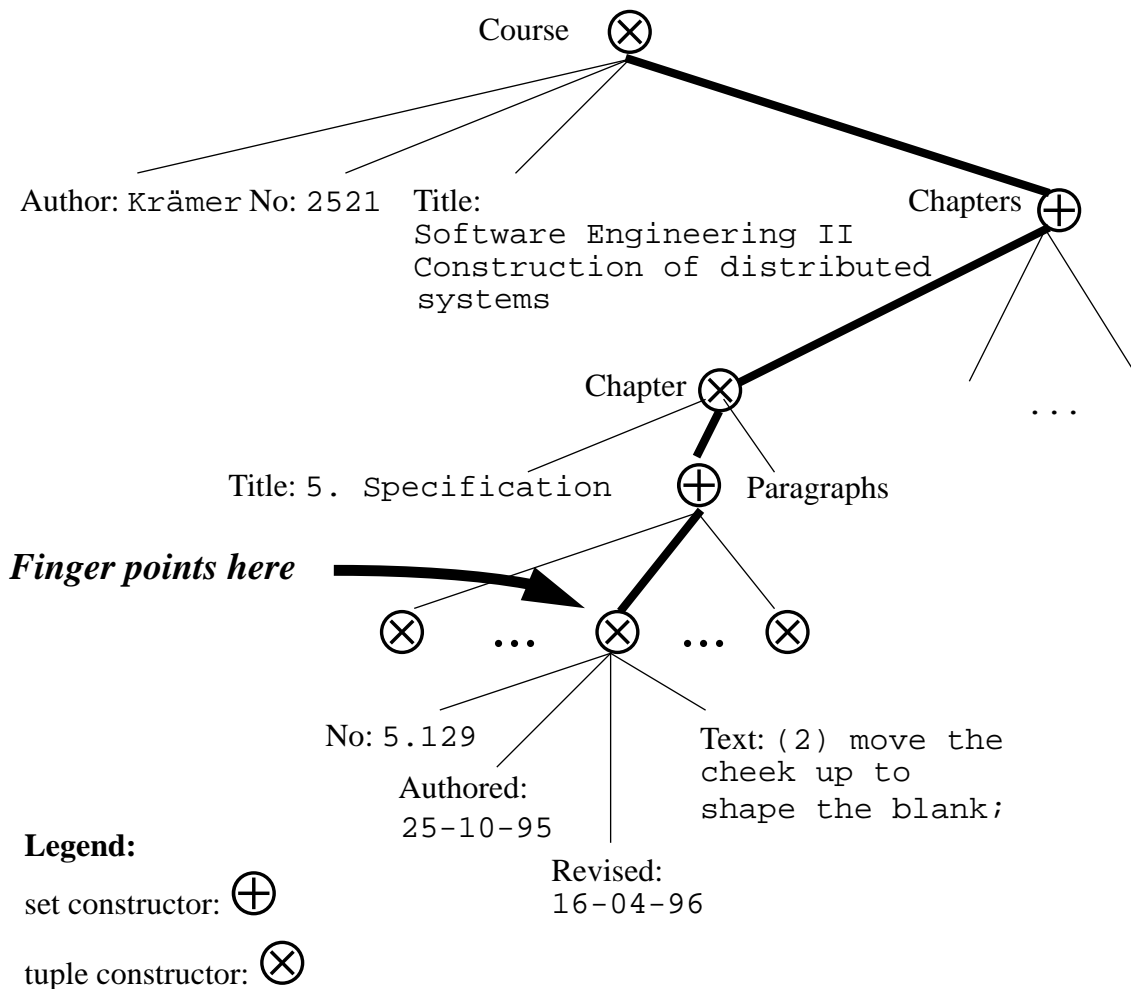 Course
Author: Krämer No: 2521 Title:
Software Engineering II
Construction of distributed
systems
Chapters
Chapter
...
Title: 5. Specification
Paragraphs
Finger points here
... ...
No: 5.129
Authored:
25-10-95
Revised:
16-04-96
Text: (2) move the
cheek up to
shape the blank;
Legend:
set constructor:
tuple constructor: